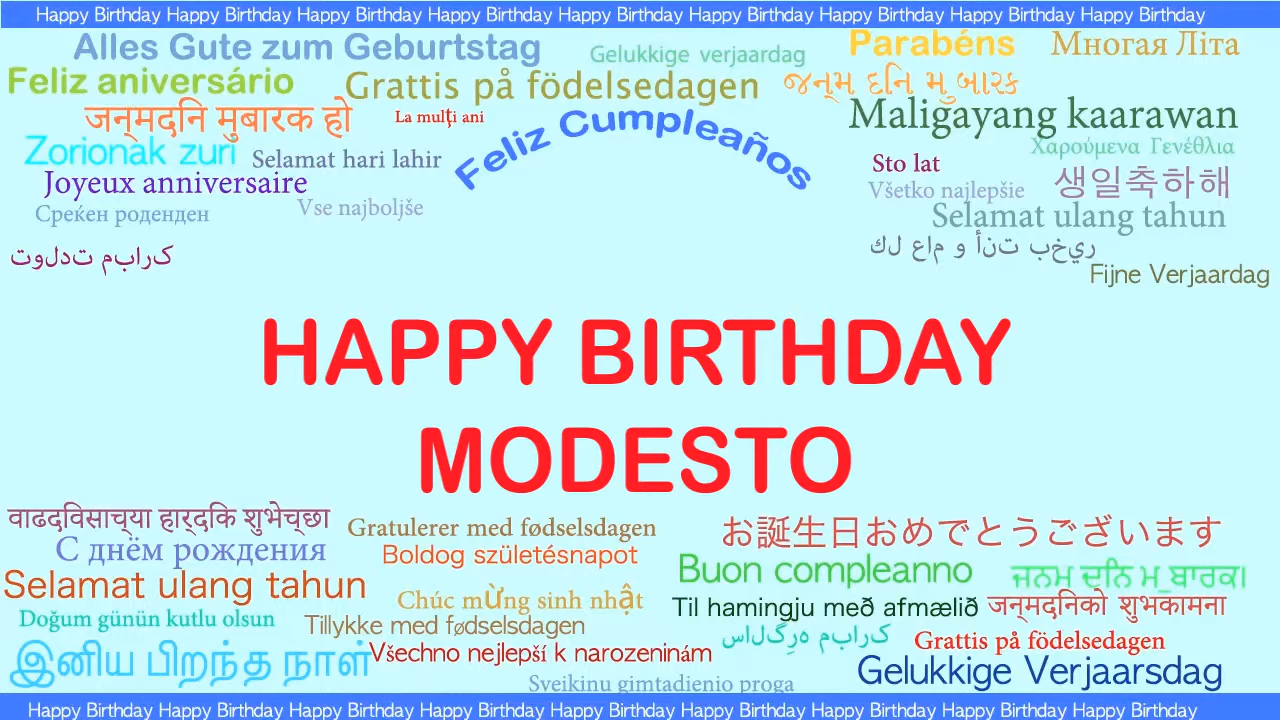 Happy Birthday Happy Birthday Happy Birthday Happy Birthday Happy Birthday Happy Birthday Happy Birthday Happy Birthday Happy Birthday
Alles Gute zum Geburtstag
Gelukkige verjaardag
Parabéns
Многая Літа
Feliz aniversário
Grattis på födelsedagen
જન્મ દિન મુબારક
जन्मदिन मुबारक हो
La mulţi ani
Feliz Cumpleaños
Maligayang kaarawan
Zorionak zuri
Selamat hari lahir
Sto lat
Χαρούμενα Γενέθλια
Joyeux anniversaire
Všetko najlepšie
생일축하해
Среќен роденден
Vse najboljše
Selamat ulang tahun
تولدت مبارک
كل عام و أنت بخير
Fijne Verjaardag
HAPPY BIRTHDAY
MODESTO
वाढदिवसाच्या हार्दिक शुभेच्छा
Gratulerer med fødselsdagen
お誕生日おめでとうございます
С днём рождения
Boldog születésnapot
Buon compleanno
ਜਨਮ ਦਿਨ ਮੁਬਾਰਕ।
Selamat ulang tahun
Chúc mừng sinh nhật
Til hamingju með afmælið
जन्मदिनको शुभकामना
Doğum günün kutlu olsun
Tillykke med fødselsdagen
سالگرہ مبارک
Grattis på födelsedagen
இனிய பிறந்த நாள்
Všechno nejlepší k narozeninám
Gelukkige Verjaarsdag
Sveikinu gimtadienio proga
Happy Birthday Happy Birthday Happy Birthday Happy Birthday Happy Birthday Happy Birthday Happy Birthday Happy Birthday Happy Birthday